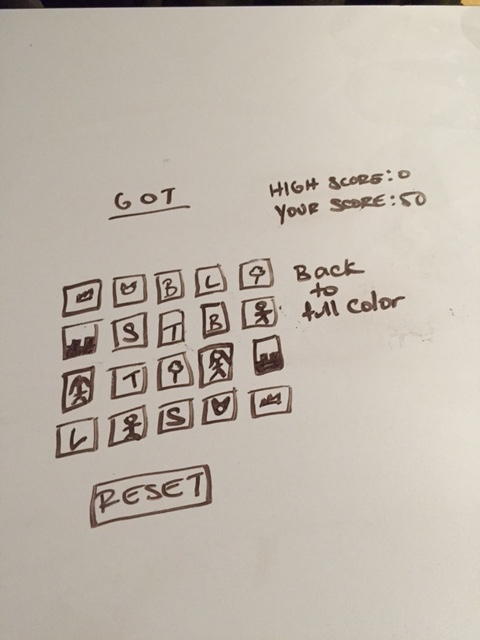 GOT
HIGH SCORE: 0
YOUR SCORE: 50
B L
Back
to
full color
S T B
T
L S
RESET